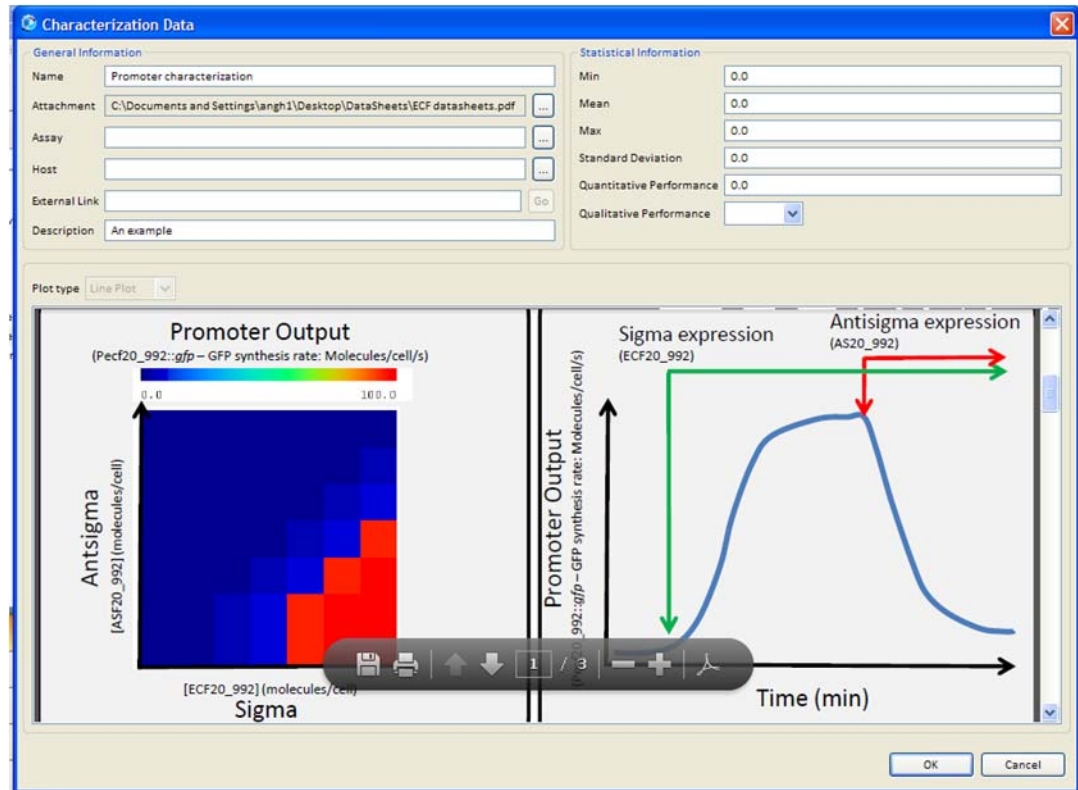 Characterization Data
General Information
Name
Promoter characterization
Attachment
C:\Documents and Settings\angh1\Desktop\DataSheets\ECF datasheets.pdf
...
Assay
...
Host
...
External Link
Go
Description
An example
Statistical Information
Min
0.0
Mean
0.0
Max
0.0
Standard Deviation
0.0
Quantitative Performance
0.0
Qualitative Performance
Plot type
Line Plot
Promoter Output
(Pecf20_992::gfp – GFP synthesis rate: Molecules/cell/s)
0.0
100.0
Antsigma
[ASF20_992] (molecules/cell)
[ECF20_992] (molecules/cell)
Sigma
Sigma expression
(ECF20_992)
Antisigma expression
(AS20_992)
Promoter Output
_992::gfp – GFP synthesis rate: Molecules/cell/s)
Time (min)
1 / 3
OK
Cancel